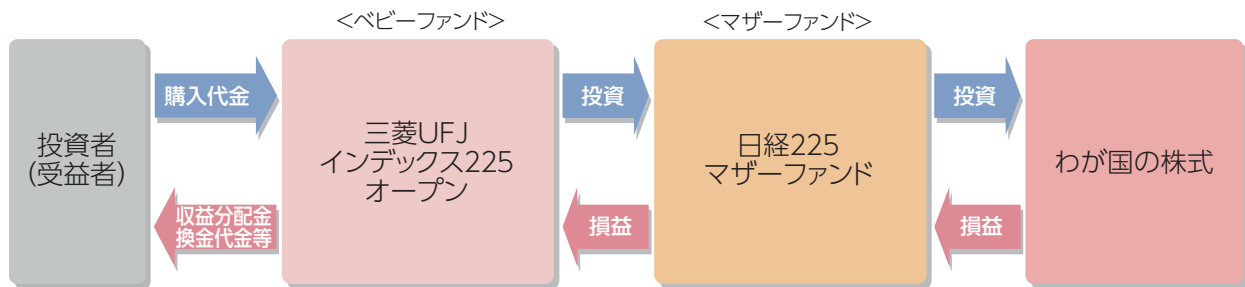 <ベビーファンド>
<マザーファンド>
投資者
(受益者)
購入代金
収益分配金
換金代金等
三菱UFJ
インデックス225
オープン
投資
損益
日経225
マザーファンド
投資
損益
わが国の株式